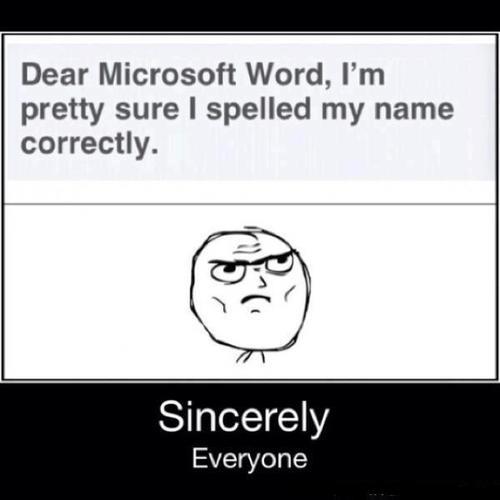 Dear Microsoft Word, I'm
pretty sure I spelled my name
correctly.
Sincerely
Everyone